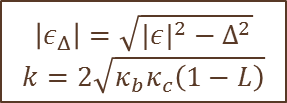 |ϵ_Δ| = √(|ϵ|² − Δ²)
k = 2√(κ_b κ_c (1 − L))